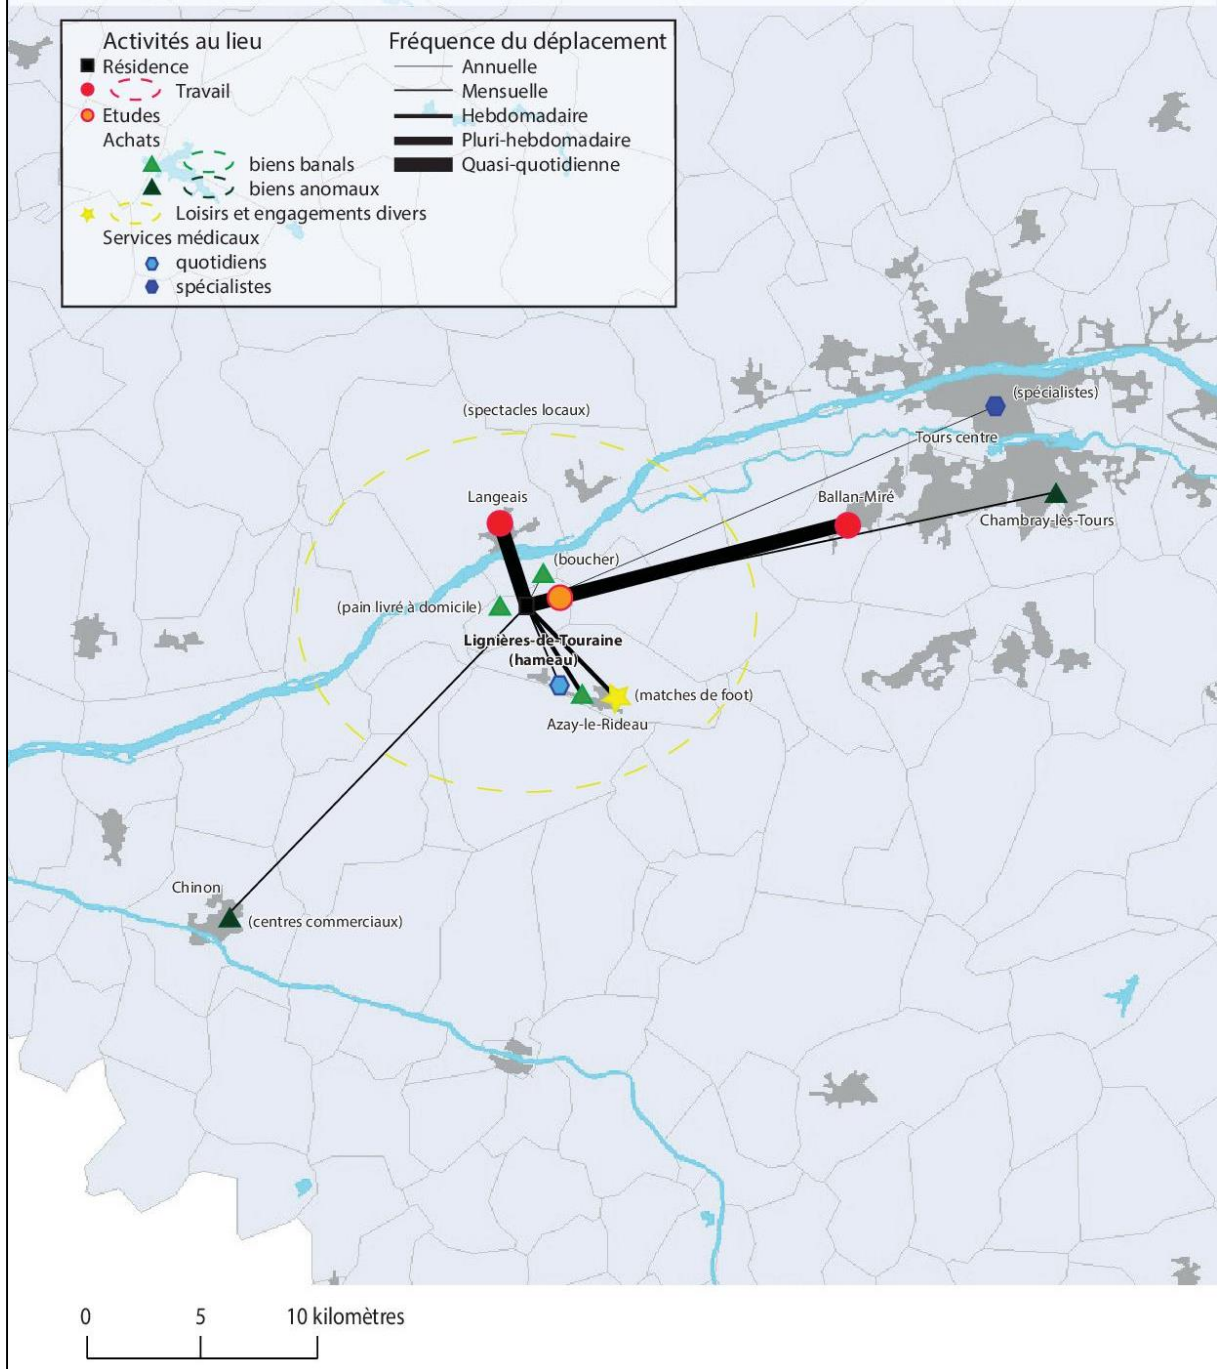 Activités au lieu
Résidence
Travail
Etudes
Achats
biens banals
biens anomaux
Loisirs et engagements divers
Services médicaux
quotidiens
spécialistes
Fréquence du déplacement
Annuelle
Mensuelle
Hebdomadaire
Pluri-hebdomadaire
Quasi-quotidienne
(spécialistes)
(spectacles locaux)
Tours centre
Langeais
Ballan-Miré
Chambray-lès-Tours
(boucher)
(pain livré à domicile)
Lignières-de-Touraine
(hameau)
(matches de foot)
Azay-le-Rideau
Chinon
(centres commerciaux)
0 5 10 kilomètres